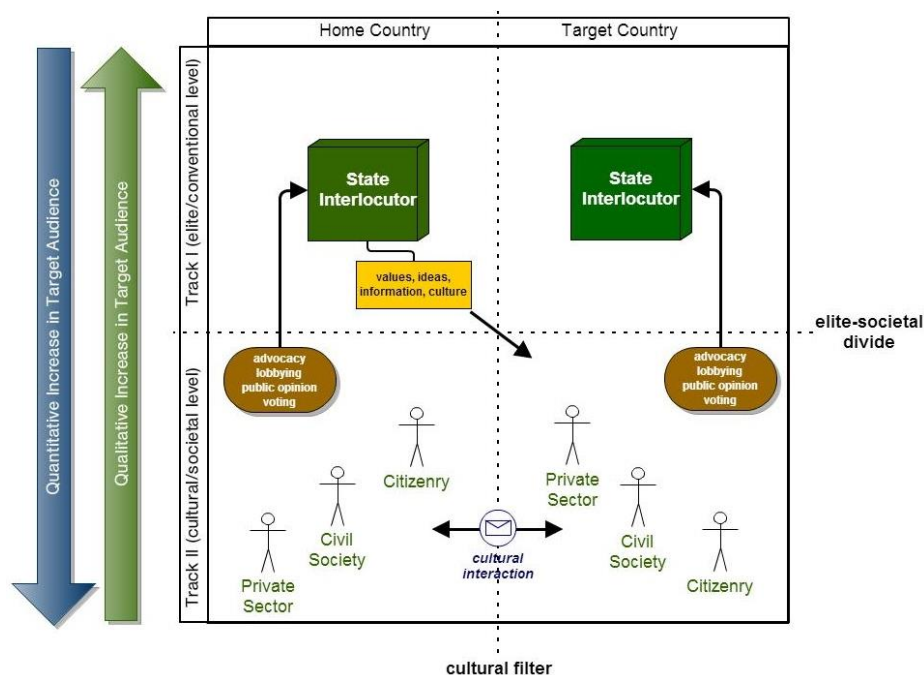 Home Country
Target Country
Quantitative Increase in Target Audience
Qualitative Increase in Target Audience
Track I (elite/conventional level)
State
Interlocutor
State
Interlocutor
values, ideas,
information, culture
elite-societal
divide
advocacy
lobbying
public opinion
voting
advocacy
lobbying
public opinion
voting
Track II (cultural/societal level)
Citizenry
Civil
Society
Private
Sector
cultural
interaction
Private
Sector
Civil
Society
Citizenry
cultural filter